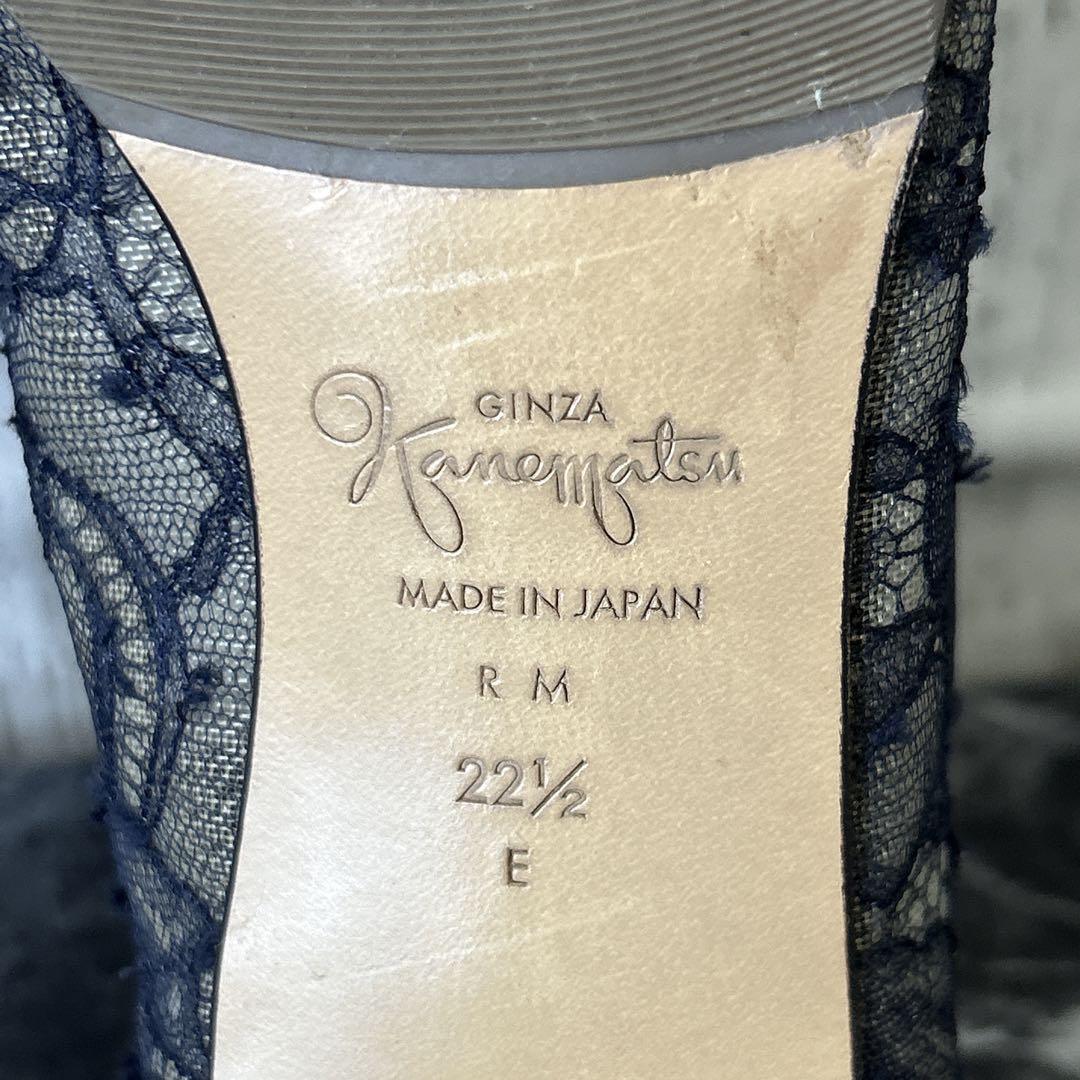 GINZA
Kanematsu
MADE IN JAPAN
R M
22½
E